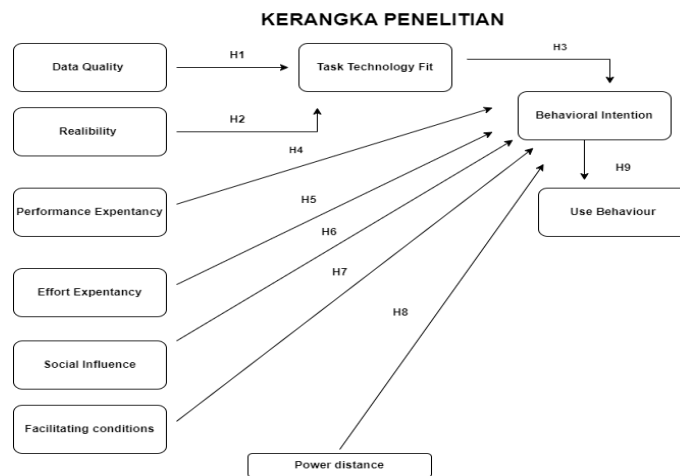 KERANGKA PENELITIAN
Data Quality
H1
Task Technology Fit
H3
Realibility
H2
Behavioral Intention
H4
Performance Expentancy
H5
H9
Use Behaviour
H6
H7
Effort Expentancy
H8
Social Influence
Facilitating conditions
Power distance